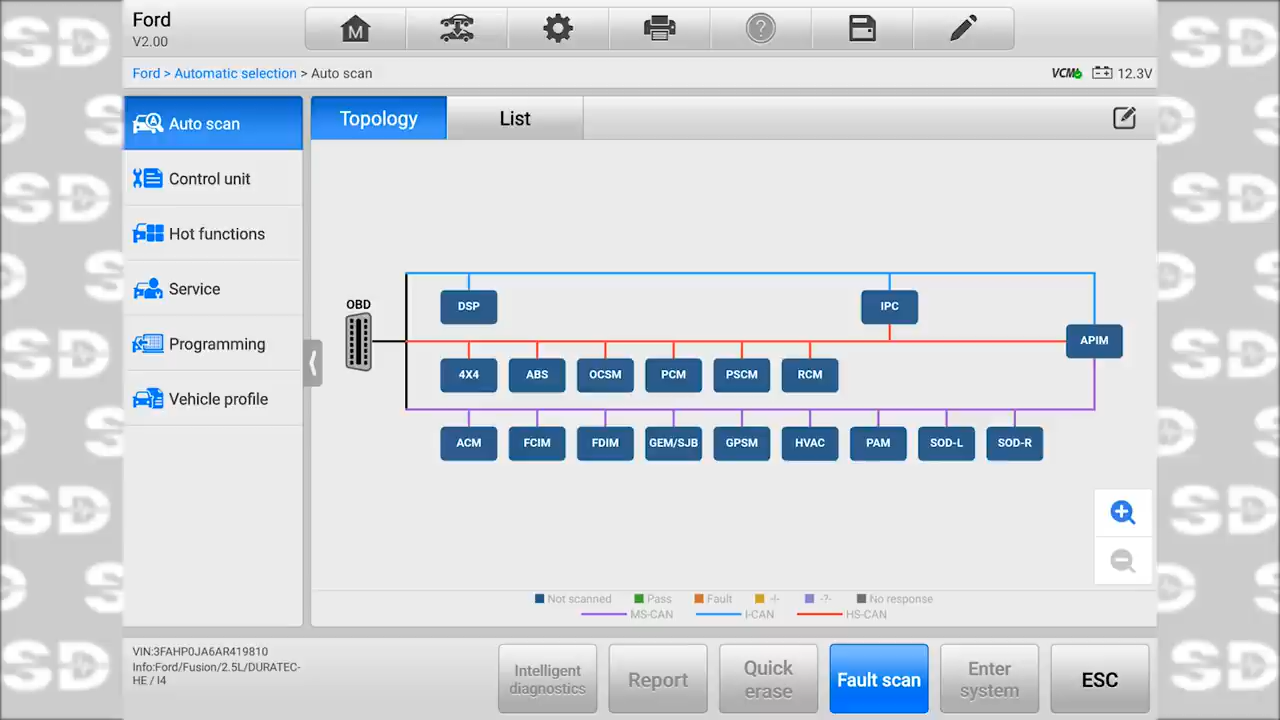 Ford
V2.00
M
?
Ford > Automatic selection > Auto scan
VCMI
12.3V
Auto scan
Control unit
Hot functions
Service
Programming
Vehicle profile
Topology
List
OBD
DSP
IPC
APIM
4X4
ABS
OCSM
PCM
PSCM
RCM
ACM
FCIM
FDIM
GEM/SJB
GPSM
HVAC
PAM
SOD-L
SOD-R
Not scanned
Pass
Fault
-!-
-?-
No response
MS-CAN
I-CAN
HS-CAN
VIN:3FAHP0JA6AR419810
Info:Ford/Fusion/2.5L/DURATEC-
HE / I4
Intelligent
diagnostics
Report
Quick
erase
Fault scan
Enter
system
ESC
SD